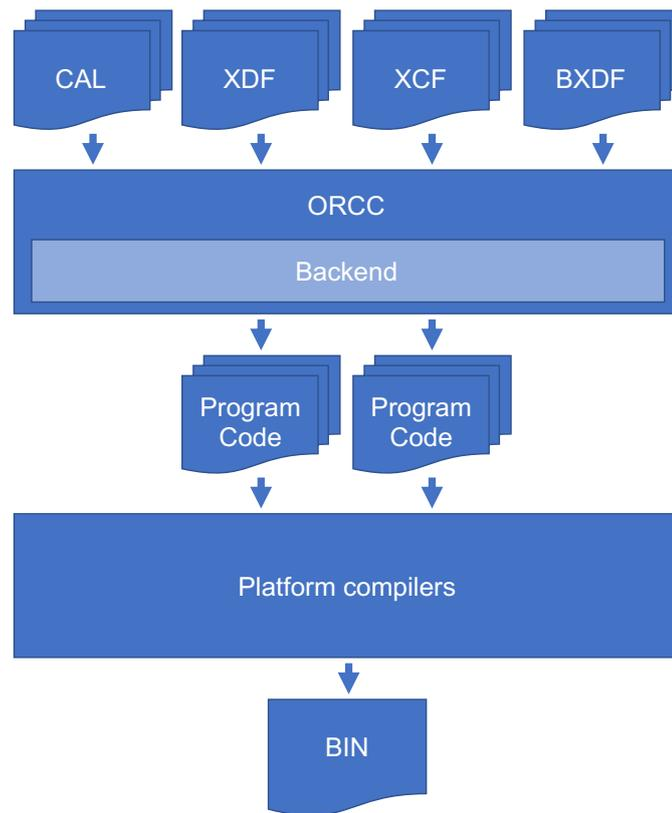 CAL
XDF
XCF
BXDF
ORCC
Backend
Program
Code
Program
Code
Platform compilers
BIN